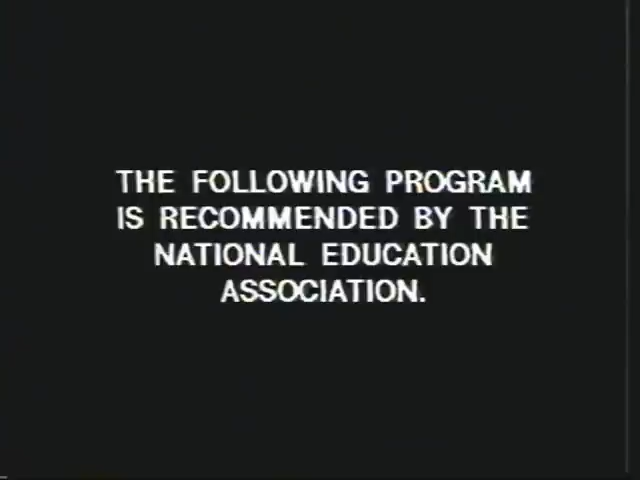 THE FOLLOWING PROGRAM
IS RECOMMENDED BY THE
NATIONAL EDUCATION
ASSOCIATION.